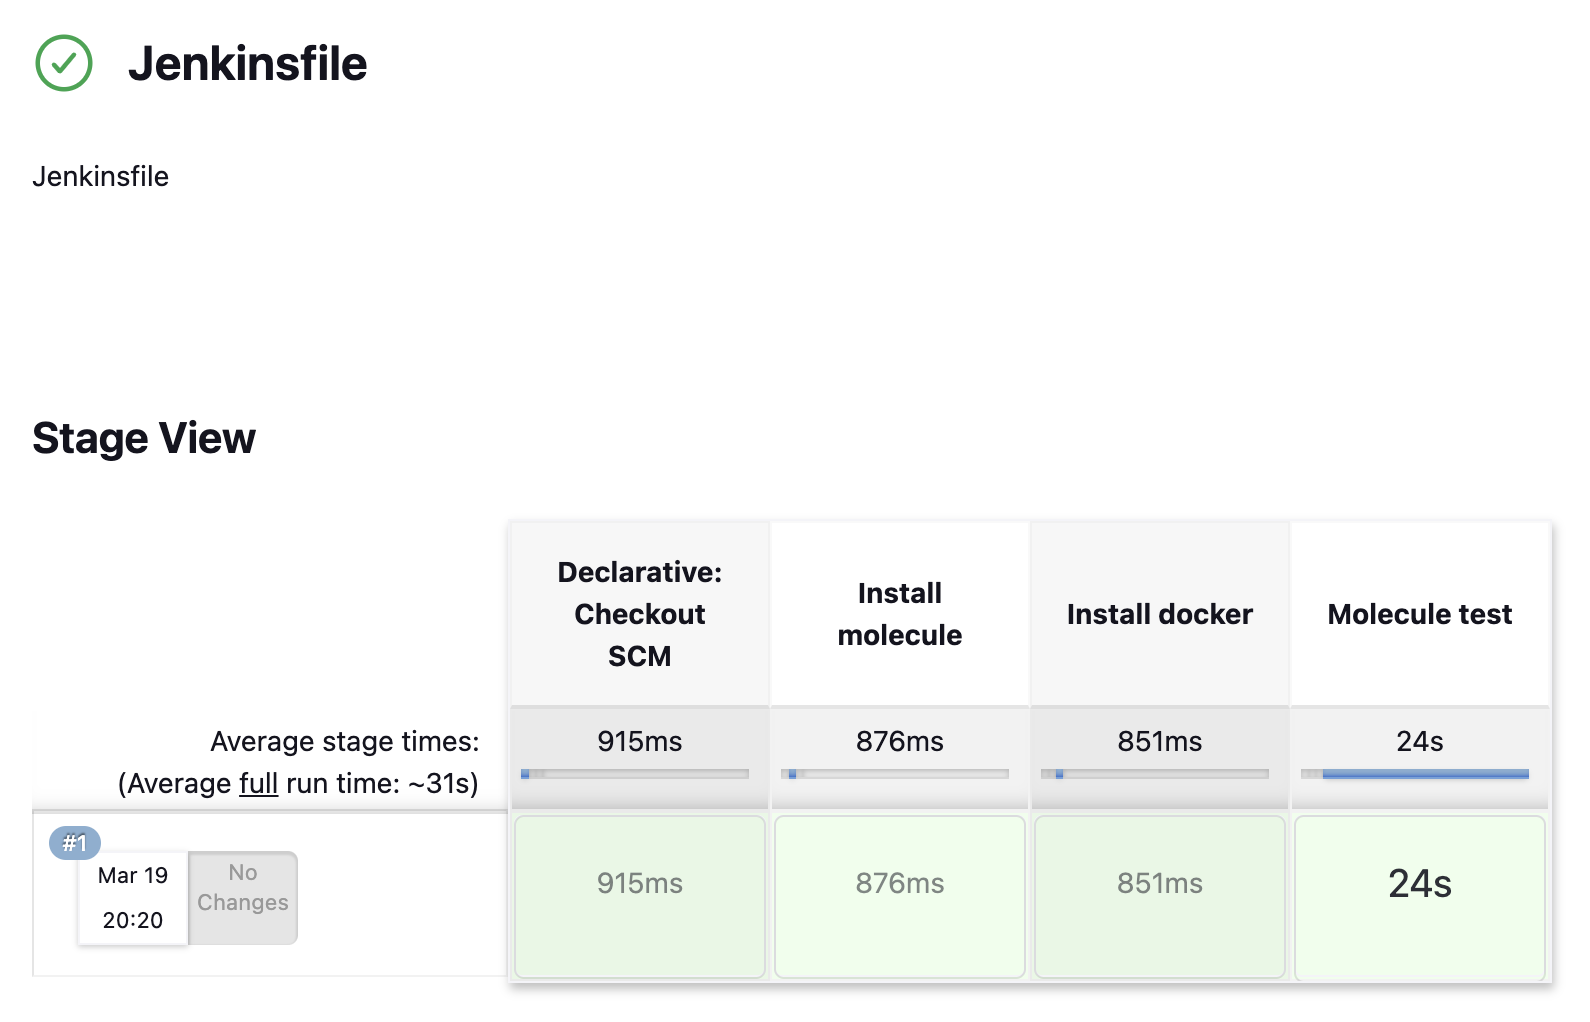 Jenkinsfile
Jenkinsfile
Stage View
Declarative:
Checkout
SCM
Install
molecule
Install docker
Molecule test
Average stage times:
(Average full run time: ~31s)
915ms
876ms
851ms
24s
#1
Mar 19
20:20
No
Changes
915ms
876ms
851ms
24s